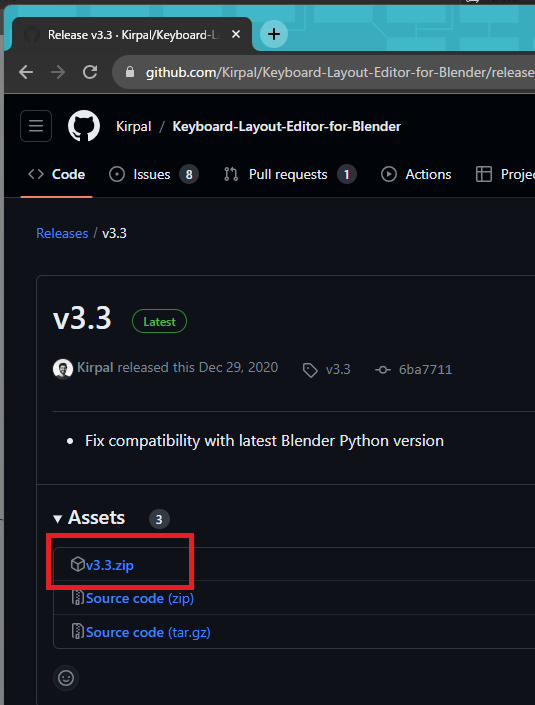 Release v3.3 · Kirpal/Keyboard-La
github.com/Kirpal/Keyboard-Layout-Editor-for-Blender/release
Kirpal / Keyboard-Layout-Editor-for-Blender
Code Issues 8 Pull requests 1 Actions Projec
Releases / v3.3
v3.3 Latest
Kirpal released this Dec 29, 2020 v3.3 6ba7711
Fix compatibility with latest Blender Python version
Assets 3
v3.3.zip
Source code (zip)
Source code (tar.gz)